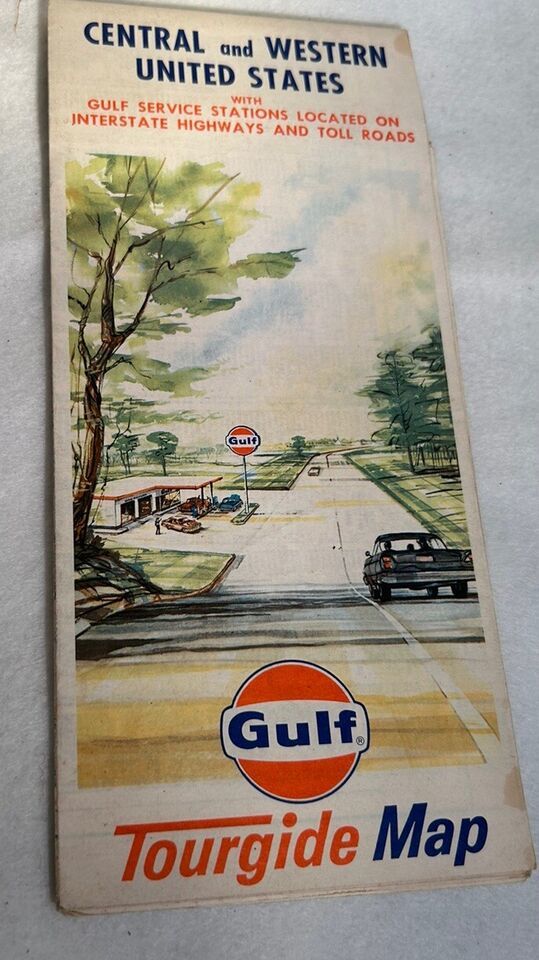 CENTRAL and WESTERN
UNITED STATES
WITH
GULF SERVICE STATIONS LOCATED ON
INTERSTATE HIGHWAYS AND TOLL ROADS
Gulf
Gulf®
Tourgide Map